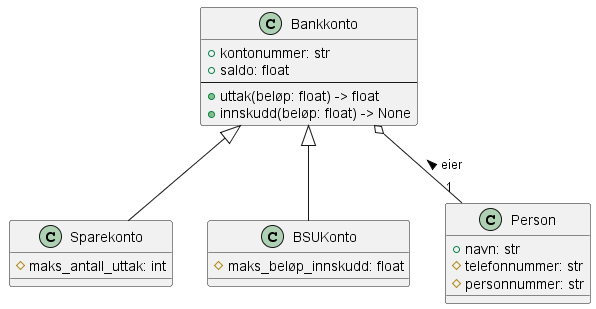 C Bankkonto
kontonummer: str
saldo: float
uttak(beløp: float) -> float
innskudd(beløp: float) -> None
eier
1
C Sparekonto
maks_antall_uttak: int
C BSUKonto
maks_beløp_innskudd: float
C Person
navn: str
telefonnummer: str
personnummer: str